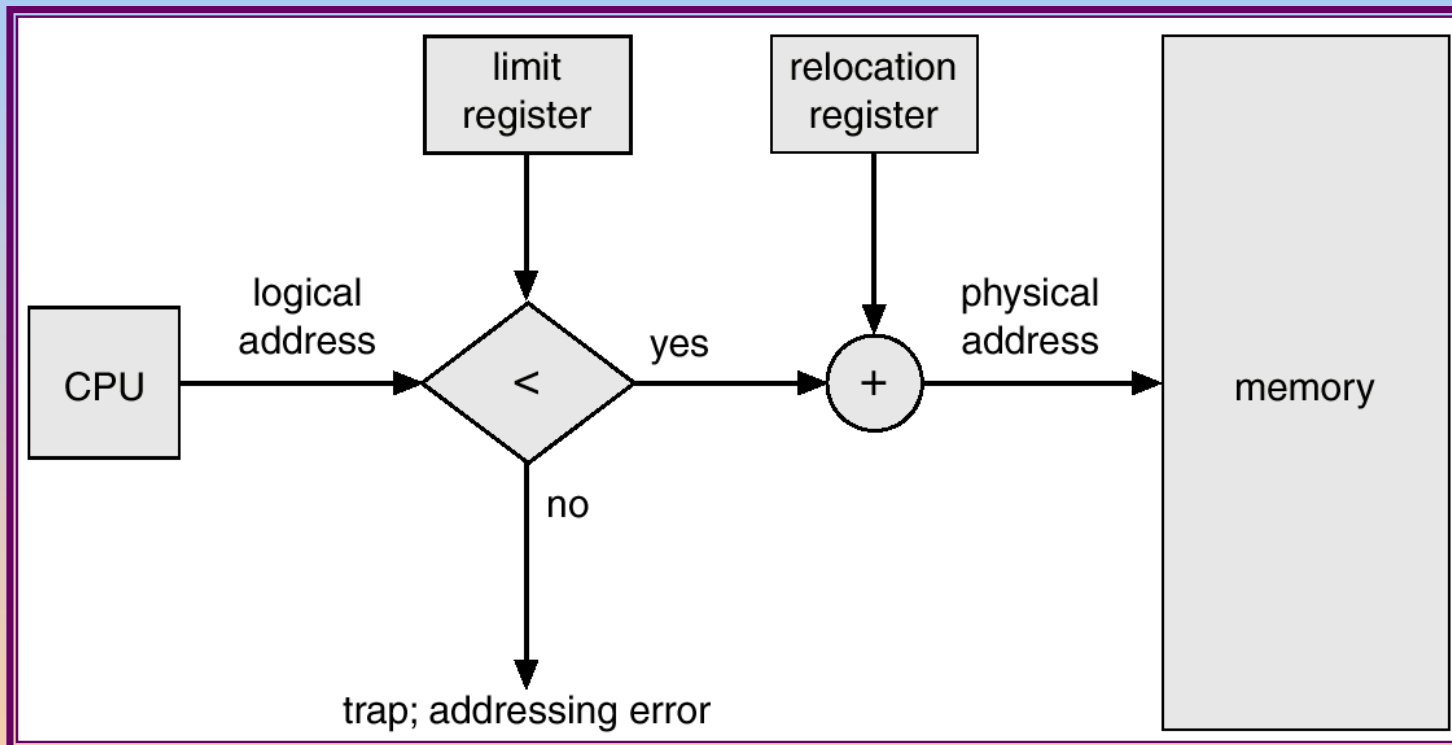 limit
register
relocation
register
logical
address
CPU
<
yes
+
physical
address
memory
no
trap; addressing error